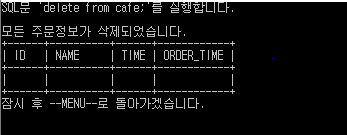 SQL문 'delete from cafe;'를 실행합니다.
모든 주문정보가 삭제되었습니다.
+------+--------+------+------------+
| ID | NAME | TIME | ORDER_TIME |
+------+--------+------+------------+
| | | | |
+------+--------+------+------------+
잠시 후 --MENU--로 돌아가겠습니다.